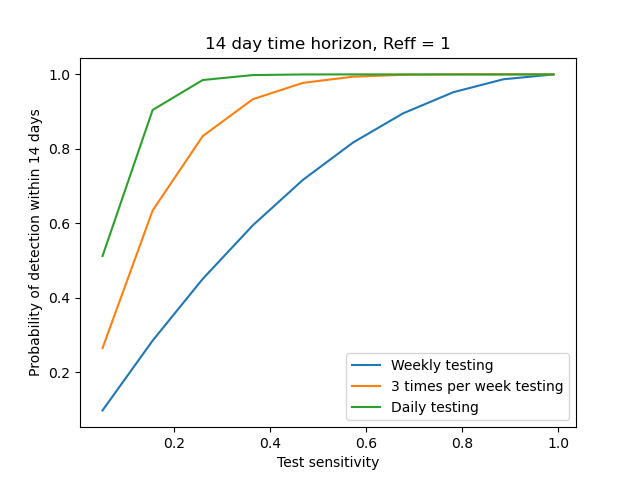 14 day time horizon, Reff = 1
Probability of detection within 14 days
1.0
0.8
0.6
0.4
0.2
Weekly testing
3 times per week testing
Daily testing
0.2 0.4 0.6 0.8 1.0
Test sensitivity